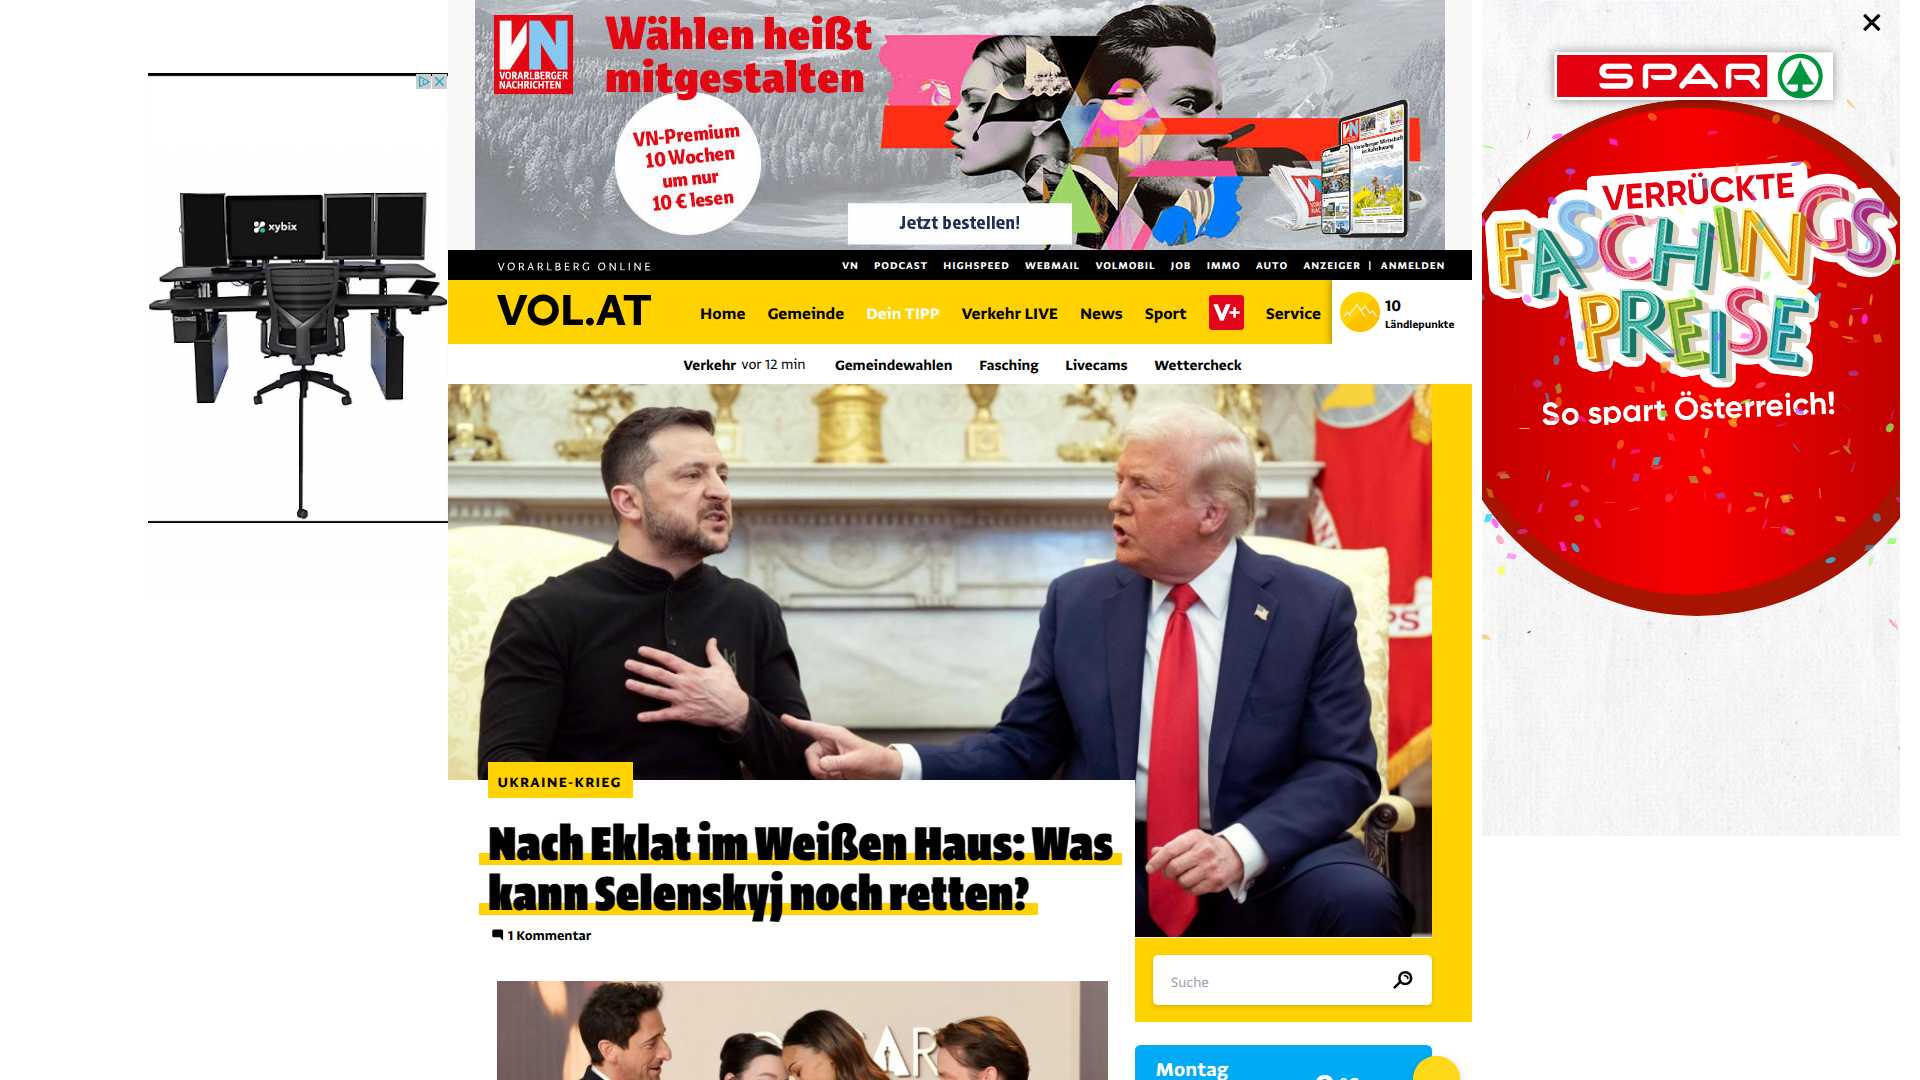 VN
VORARLBERGER
NACHRICHTEN
Wählen heißt
mitgestalten
VN-Premium
10 Wochen
um nur
10 € lesen
Jetzt bestellen!
xybix
SPAR
VERRÜCKTE
FASCHINGS
PREISE
So spart Österreich!
VORARLBERG ONLINE
VN PODCAST HIGHSPEED WEBMAIL VOLMOBIL JOB IMMO AUTO ANZEIGER | ANMELDEN
VOL.AT
Home Gemeinde Dein TIPP Verkehr LIVE News Sport V+ Service
10
Ländlepunkte
Verkehr vor 12 min Gemeindewahlen Fasching Livecams Wettercheck
UKRAINE-KRIEG
Nach Eklat im Weißen Haus: Was
kann Selenskyj noch retten?
1 Kommentar
Suche
Montag